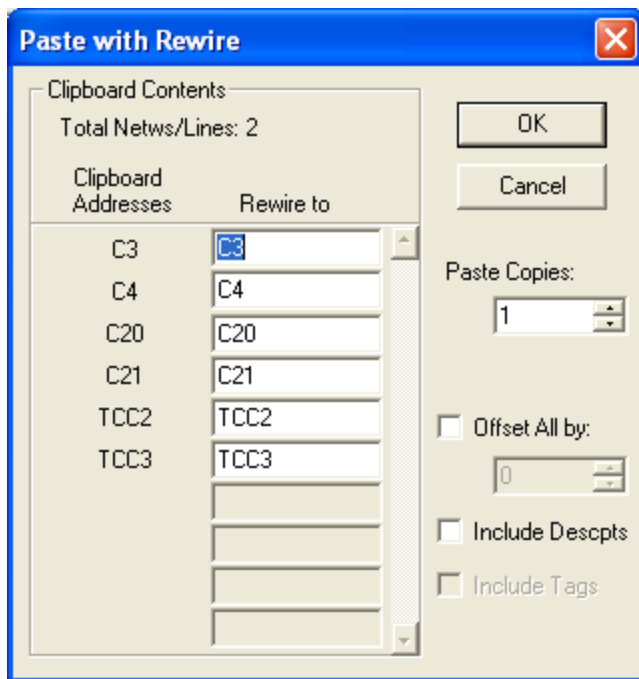 Paste with Rewire
Clipboard Contents
Total Netws/Lines: 2
Clipboard
Addresses Rewire to
C3 C3
C4 C4
C20 C20
C21 C21
TCC2 TCC2
TCC3 TCC3
OK
Cancel
Paste Copies:
1
Offset All by:
0
Include Descpts
Include Tags